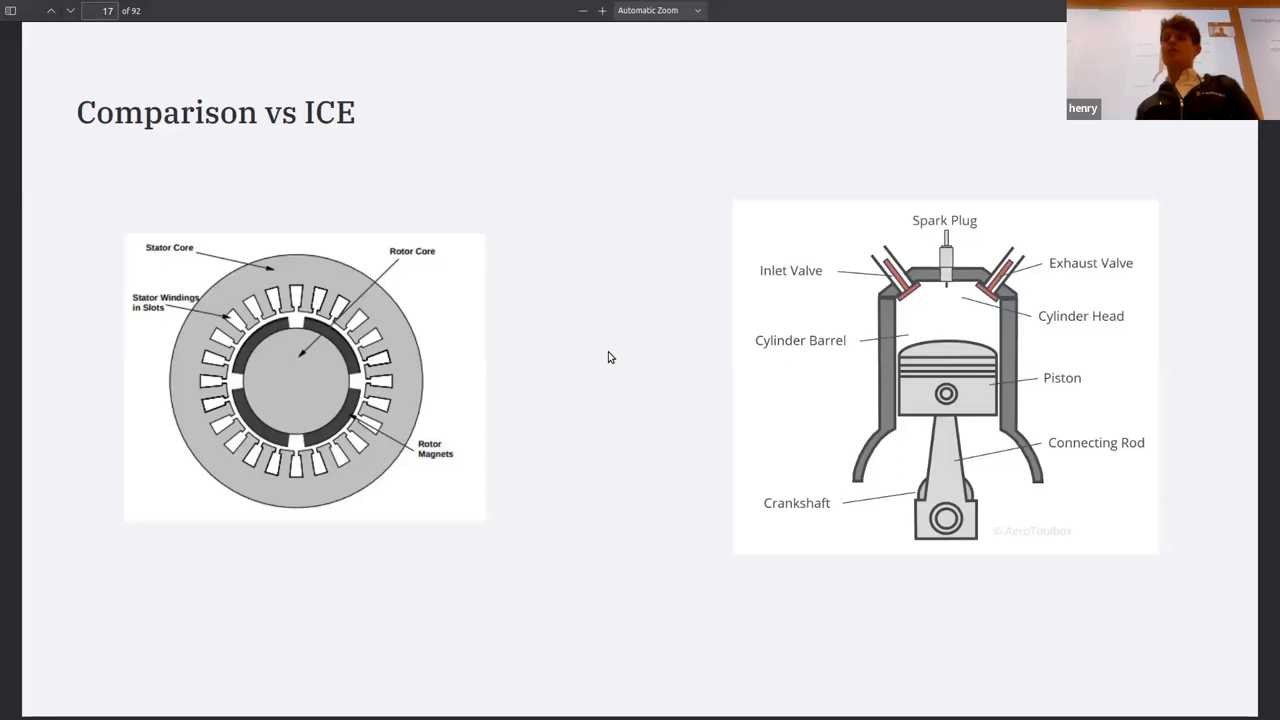 17 of 92
Automatic Zoom
henry
Comparison vs ICE
Stator Core
Rotor Core
Stator Windings
in Slots
Rotor
Magnets
Spark Plug
Inlet Valve
Exhaust Valve
Cylinder Head
Cylinder Barrel
Piston
Connecting Rod
Crankshaft
© AeroToolbox